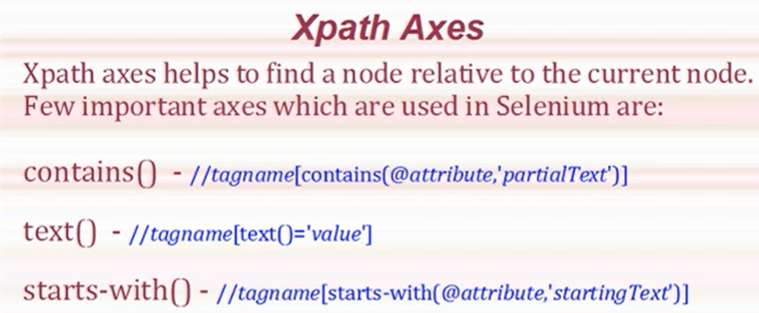 Xpath Axes
Xpath axes helps to find a node relative to the current node.
Few important axes which are used in Selenium are:
contains() - //tagname[contains(@attribute,'partialText')]
text() - //tagname[text()='value']
starts-with() - //tagname[starts-with(@attribute,'startingText')]